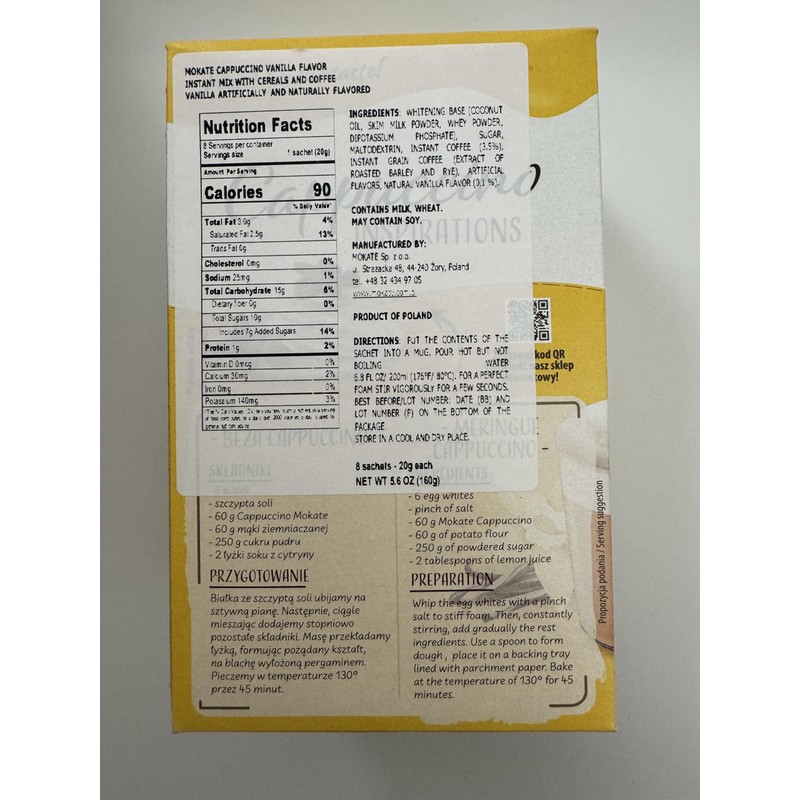 MOKATE CAPPUCCINO VANILLA FLAVOR
INSTANT MIX WITH CEREALS AND COFFEE
VANILLA ARTIFICIALLY AND NATURALLY FLAVORED
Nutrition Facts
8 Servings per container
Servings size 1 sachet (20g)
Amount Per Serving
Calories 90
% Daily Value*
Total Fat 3.0g 4%
Saturated Fat 2.5g 13%
Trans Fat 0g
Cholesterol 0mg 0%
Sodium 25mg 1%
Total Carbohydrate 15g 6%
Dietary fiber 0g 0%
Total Sugars 10g
Includes 7g Added Sugars 14%
Protein 1g 2%
Vitamin D 0mcg 0%
Calcium 30mg 2%
Iron 0mg 0%
Potassium 140mg 3%
INGREDIENTS: WHITENING BASE (COCONUT
OIL, SKIM MILK POWDER, WHEY POWDER,
DIPOTASSIUM PHOSPHATE), SUGAR,
MALTODEXTRIN, INSTANT COFFEE (3.5%),
INSTANT GRAIN COFFEE (EXTRACT OF
ROASTED BARLEY AND RYE), ARTIFICIAL
FLAVORS, NATURAL VANILLA FLAVOR (0,1 %).
CONTAINS MILK, WHEAT.
MAY CONTAIN SOY.
MANUFACTURED BY:
MOKATE Sp. z o.o.
Strażacka 48, 44-240 Żory, Poland
tel. +48 32 434 97 05
PRODUCT OF POLAND
DIRECTIONS: PUT THE CONTENTS OF THE
SACHET INTO A MUG. POUR HOT BUT NOT
BOILING WATER
6.8 FL OZ/ 200ml (176°F/ 80°C). FOR A PERFECT
FOAM STIR VIGOROUSLY FOR A FEW SECONDS.
BEST BEFORE/LOT NUMBER: DATE (BB) AND
LOT NUMBER (F) ON THE BOTTOM OF THE
PACKAGE
STORE IN A COOL AND DRY PLACE.
8 sachets - 20g each
NET WT 5.6 OZ (160g)
Cappuccino
INSPIRATIONS
kod QR
nasz sklep
- BEZA CAPPUCCINO
SKŁADNIKI
- szczypta soli
- 60 g Cappuccino Mokate
- 60 g mąki ziemniaczanej
- 250 g cukru pudru
- 2 łyżki soku z cytryny
PRZYGOTOWANIE
Białka ze szczyptą soli ubijamy na
sztywną pianę. Następnie, ciągle
mieszając dodajemy stopniowo
pozostałe składniki. Masę przekładamy
łyżką, formując pożądany kształt,
na blachę wyłożoną pergaminem.
Pieczemy w temperaturze 130°
przez 45 minut.
- MERINGUE
CAPPUCCINO -
- 6 egg whites
- pinch of salt
- 60 g Mokate Cappuccino
- 60 g of potato flour
- 250 g of powdered sugar
- 2 tablespoons of lemon juice
PREPARATION
Whip the egg whites with a pinch
salt to stiff foam. Then, constantly
stirring, add gradually the rest
ingredients. Use a spoon to form
dough , place it on a backing tray
lined with parchment paper. Bake
at the temperature of 130° for 45
minutes.
Propozycja podania / Serving suggestion